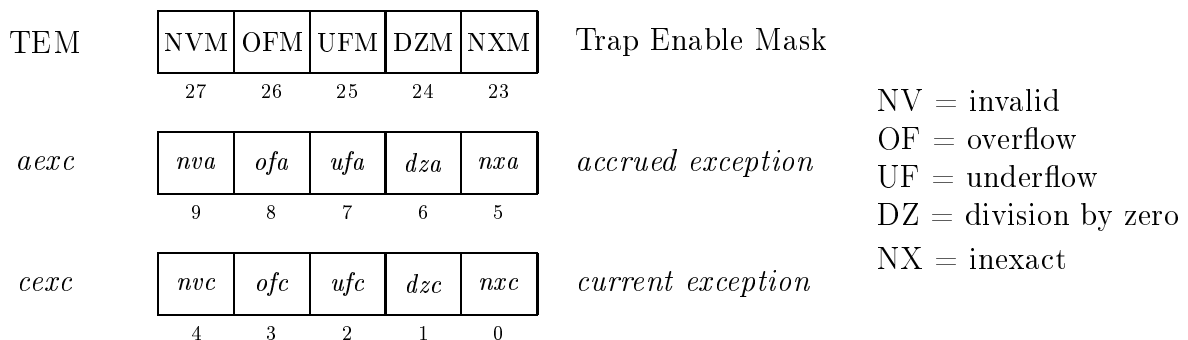 TEM NVM OFM UFM DZM NXM Trap Enable Mask
27 26 25 24 23
aexc nva ofa ufa dza nxa accrued exception
9 8 7 6 5
cexc nvc ofc ufc dzc nxc current exception
4 3 2 1 0
NV = invalid
OF = overflow
UF = underflow
DZ = division by zero
NX = inexact